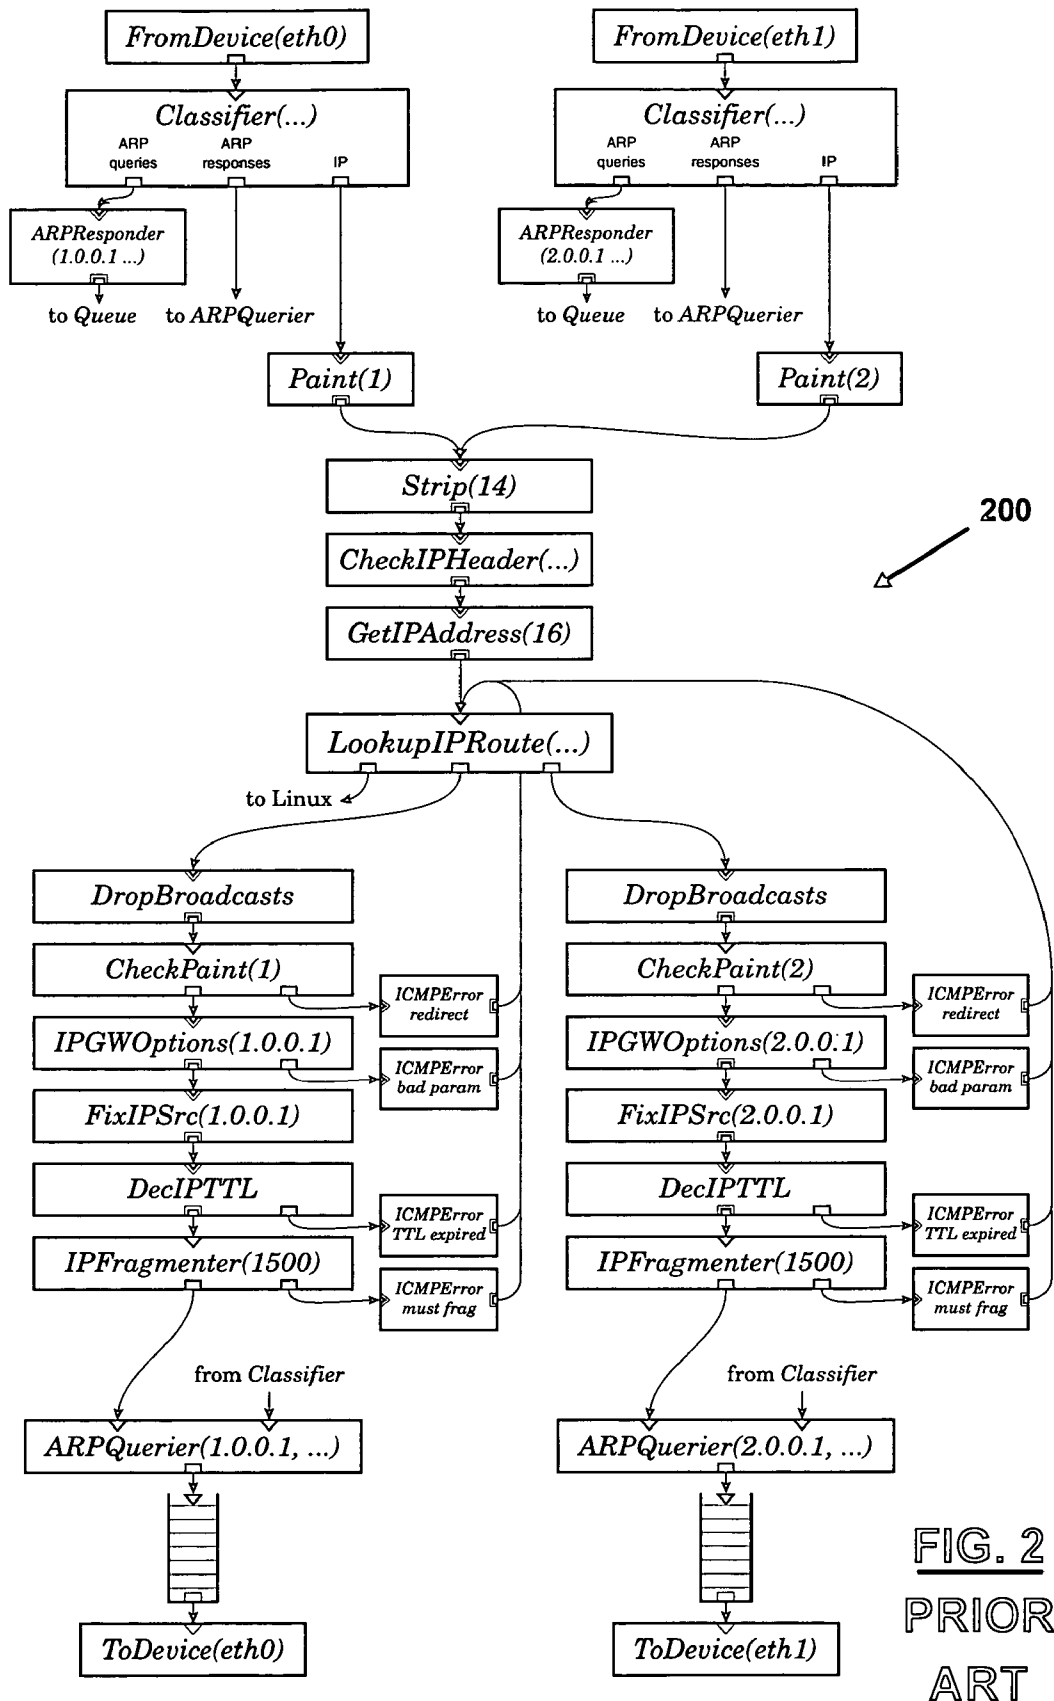 FromDevice(eth0)
FromDevice(eth1)
Classifier(...)
ARP queries
ARP responses
IP
Classifier(...)
ARP queries
ARP responses
IP
ARPResponder
(1.0.0.1 ...)
ARPResponder
(2.0.0.1 ...)
to Queue
to ARPQuerier
to Queue
to ARPQuerier
Paint(1)
Paint(2)
Strip(14)
200
CheckIPHeader(...)
GetIPAddress(16)
LookupIPRoute(...)
to Linux
DropBroadcasts
CheckPaint(1)
ICMPError
redirect
IPGWOptions(1.0.0.1)
ICMPError
bad param
FixIPSrc(1.0.0.1)
DecIPTTL
ICMPError
TTL expired
IPFragmenter(1500)
ICMPError
must frag
from Classifier
ARPQuerier(1.0.0.1, ...)
ToDevice(eth0)
DropBroadcasts
CheckPaint(2)
ICMPError
redirect
IPGWOptions(2.0.0.1)
ICMPError
bad param
FixIPSrc(2.0.0.1)
DecIPTTL
ICMPError
TTL expired
IPFragmenter(1500)
ICMPError
must frag
from Classifier
ARPQuerier(2.0.0.1, ...)
ToDevice(eth1)
FIG. 2
PRIOR
ART